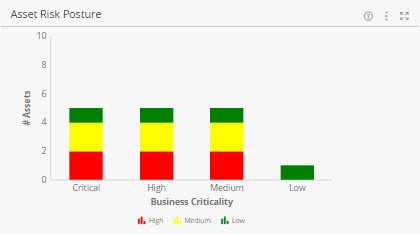 Asset Risk Posture
10
8
6
4
2
0
# Assets
Critical High Medium Low
Business Criticality
High Medium Low